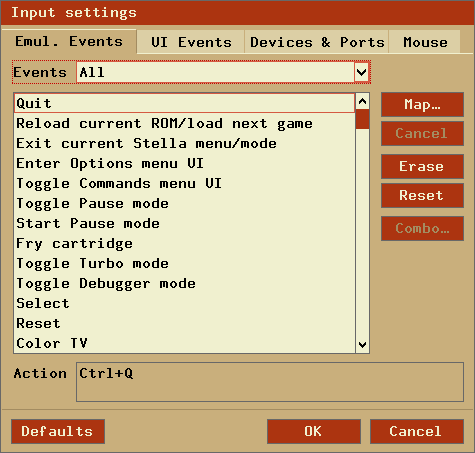 Input settings
Emul. Events UI Events Devices & Ports Mouse
Events All
Quit
Reload current ROM/load next game
Exit current Stella menu/mode
Enter Options menu UI
Toggle Commands menu UI
Toggle Pause mode
Start Pause mode
Fry cartridge
Toggle Turbo mode
Toggle Debugger mode
Select
Reset
Color TV
Map…
Cancel
Erase
Reset
Combo…
Action Ctrl+Q
Defaults OK Cancel